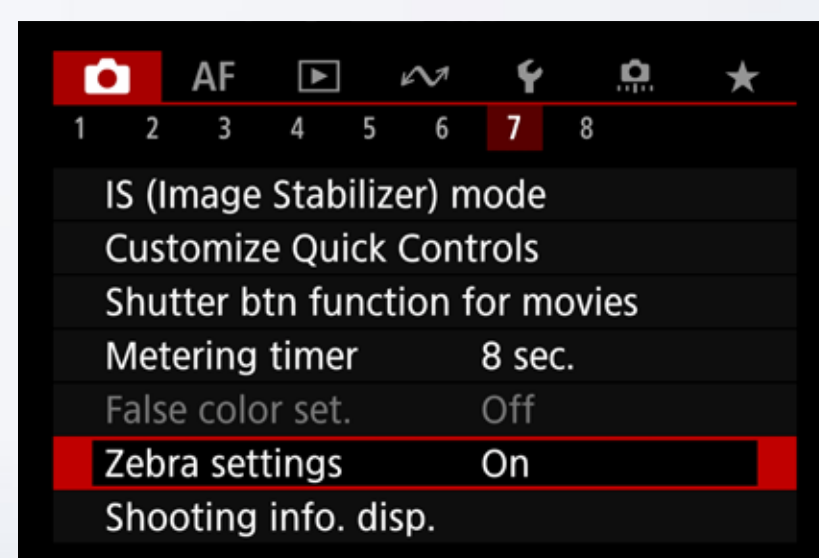 AF
1 2 3 4 5 6 7 8
IS (Image Stabilizer) mode
Customize Quick Controls
Shutter btn function for movies
Metering timer 8 sec.
False color set. Off
Zebra settings On
Shooting info. disp.